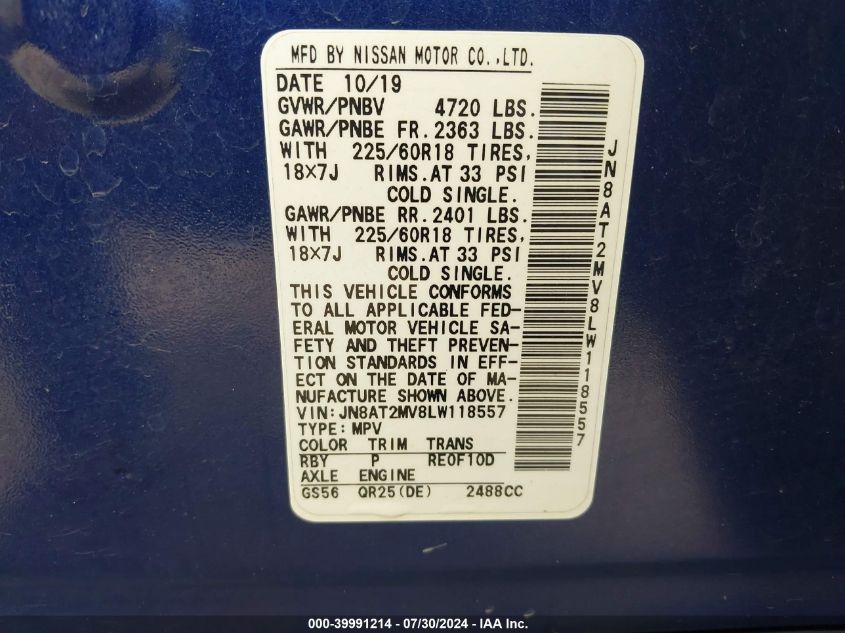 MFD BY NISSAN MOTOR CO.,LTD.
DATE 10/19
GVWR/PNBV 4720 LBS.
GAWR/PNBE FR. 2363 LBS.
WITH 225/60R18 TIRES,
18×7J RIMS. AT 33 PSI
COLD SINGLE.
GAWR/PNBE RR. 2401 LBS.
WITH 225/60R18 TIRES,
18×7J RIMS. AT 33 PSI
COLD SINGLE.
THIS VEHICLE CONFORMS
TO ALL APPLICABLE FED-
ERAL MOTOR VEHICLE SA-
FETY AND THEFT PREVEN-
TION STANDARDS IN EFF-
ECT ON THE DATE OF MA-
NUFACTURE SHOWN ABOVE.
VIN:JN8AT2MV8LW118557
TYPE:MPV
COLOR TRIM TRANS
RBY P RE0F10D
AXLE ENGINE
GS56 QR25(DE) 2488CC
JN8AT2MV8LW118557
000-39991214 - 07/30/2024 - IAA Inc.